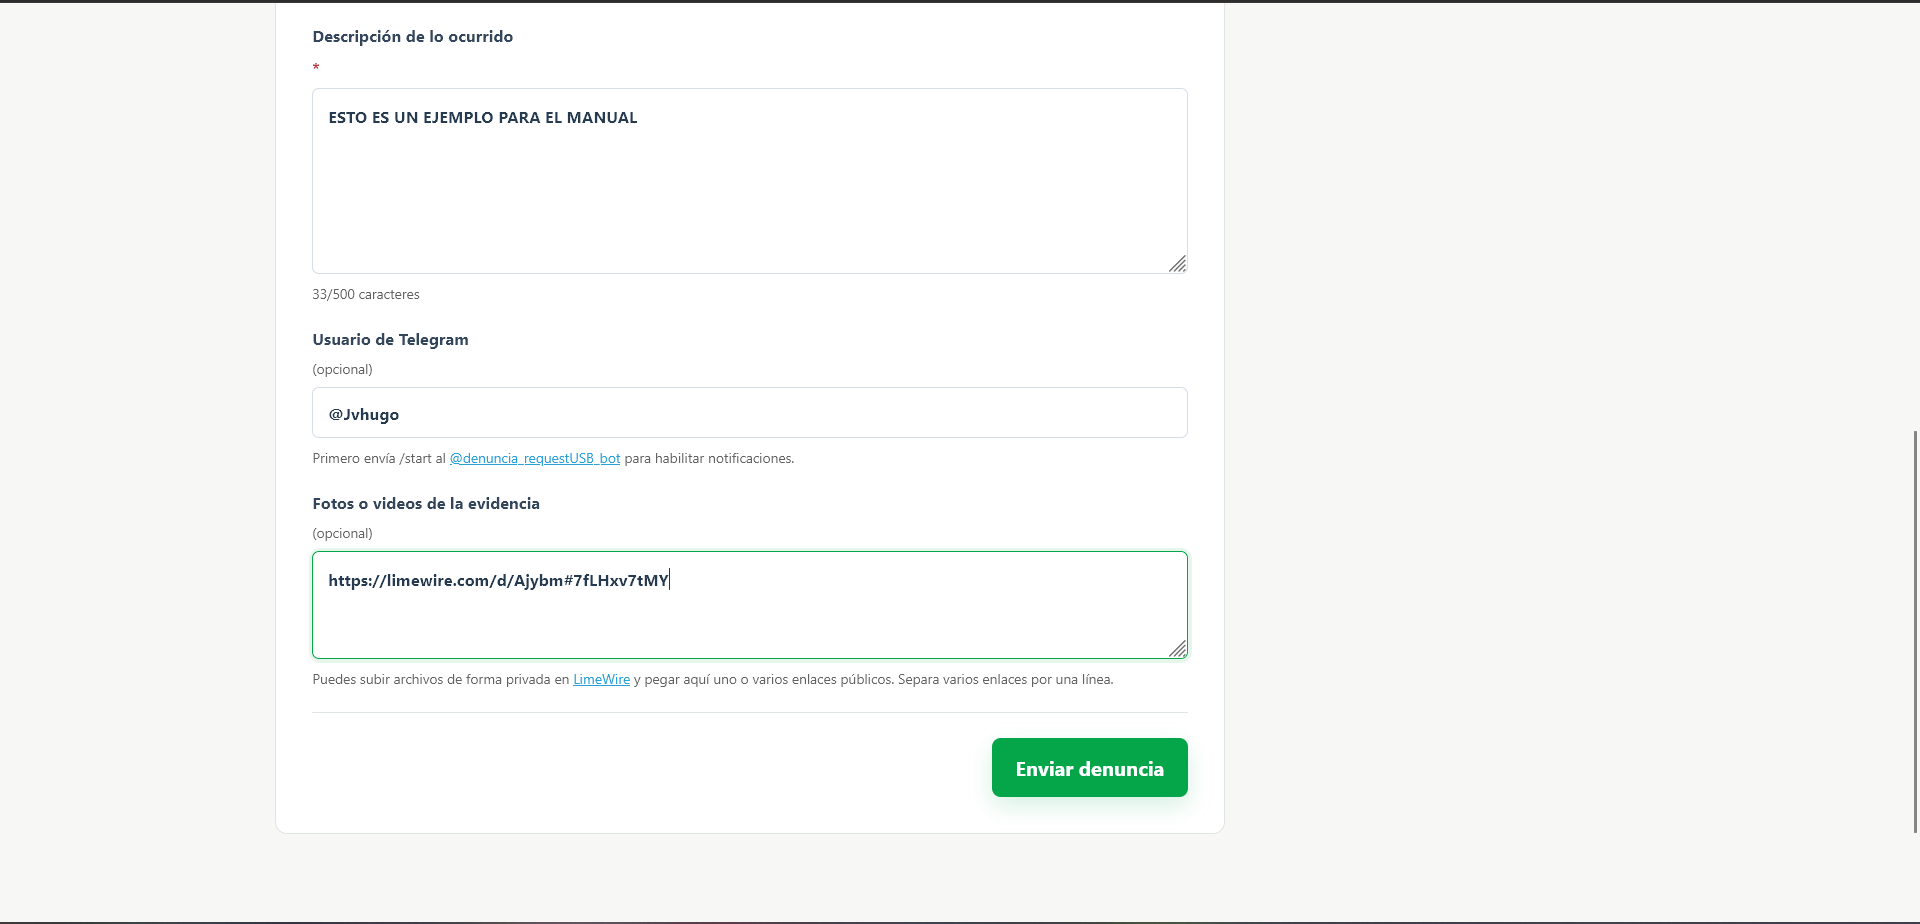 Descripción de lo ocurrido
*
ESTO ES UN EJEMPLO PARA EL MANUAL
33/500 caracteres
Usuario de Telegram
(opcional)
@Jvhugo
Primero envía /start al @denuncia_requestUSB_bot para habilitar notificaciones.
Fotos o videos de la evidencia
(opcional)
https://limewire.com/d/Ajybm#7fLHxv7tMY
Puedes subir archivos de forma privada en LimeWire y pegar aquí uno o varios enlaces públicos. Separa varios enlaces por una línea.
Enviar denuncia